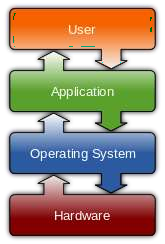 User
Application
Operating System
Hardware